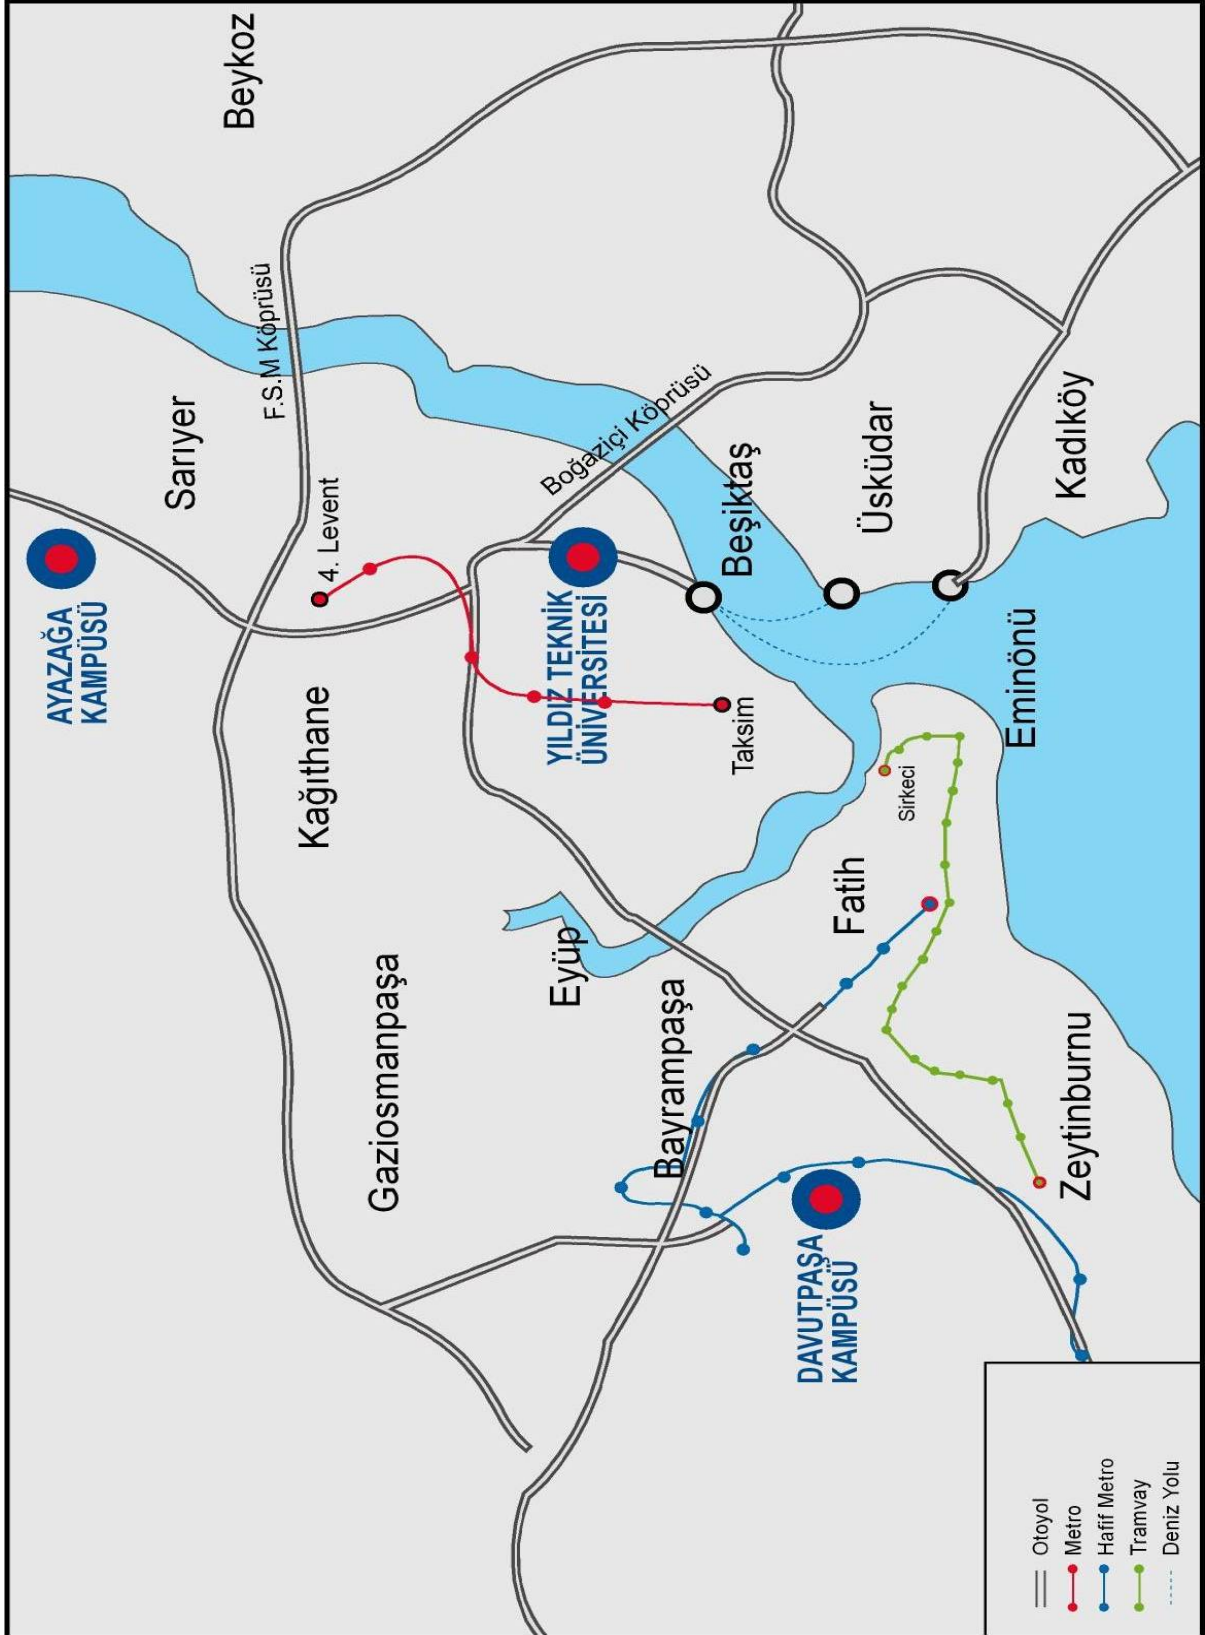 AYAZAĞA
KAMPÜSÜ
Sarıyer
Beykoz
F.S.M Köprüsü
4. Levent
Kağıthane
Gaziosmanpaşa
Boğaziçi Köprüsü
YILDIZ TEKNİK
ÜNİVERSİTESİ
Eyüp
Beşiktaş
Taksim
Bayrampaşa
Üsküdar
Sirkeci
Fatih
DAVUTPAŞA
KAMPÜSÜ
Kadıköy
Eminönü
Zeytinburnu
Otoyol
Metro
Hafif Metro
Tramvay
Deniz Yolu